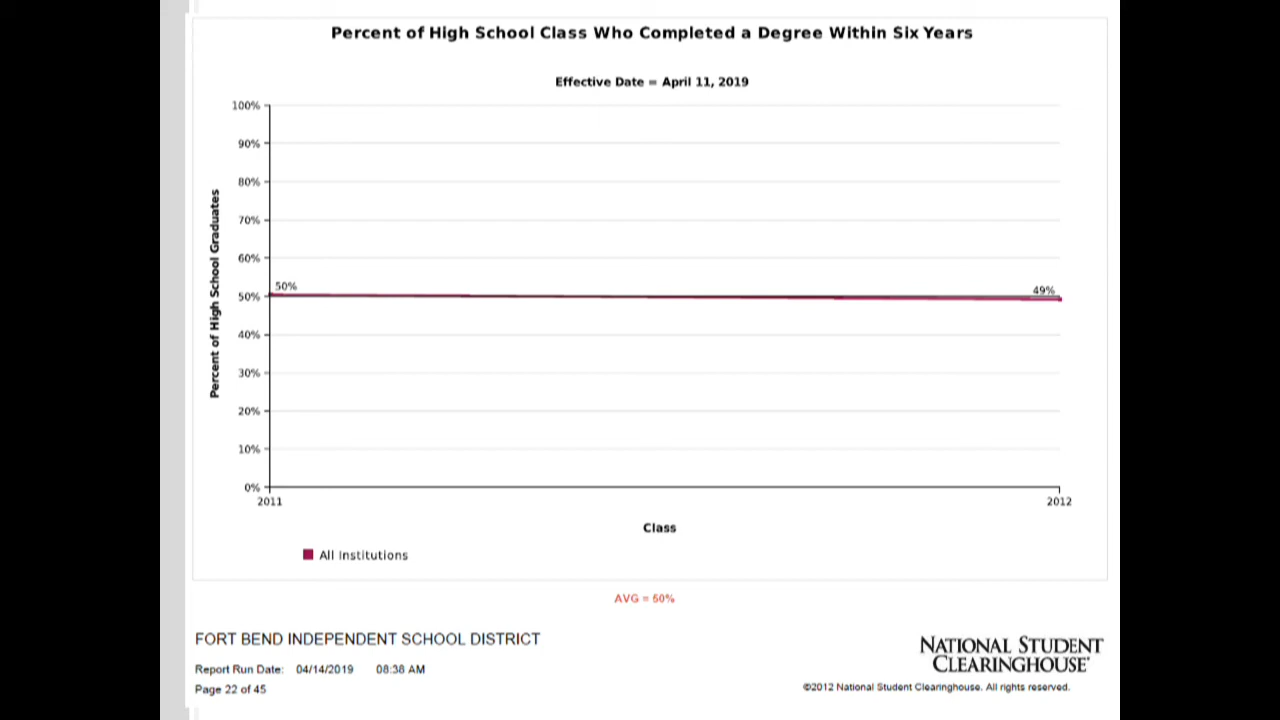 Percent of High School Class Who Completed a Degree Within Six Years
Effective Date = April 11, 2019
100%
90%
80%
70%
60%
50%
40%
30%
20%
10%
0%
Percent of High School Graduates
50%
49%
2011
2012
Class
All Institutions
AVG = 50%
FORT BEND INDEPENDENT SCHOOL DISTRICT
Report Run Date: 04/14/2019 08:38 AM
Page 22 of 45
NATIONAL STUDENT
CLEARINGHOUSE®
©2012 National Student Clearinghouse. All rights reserved.